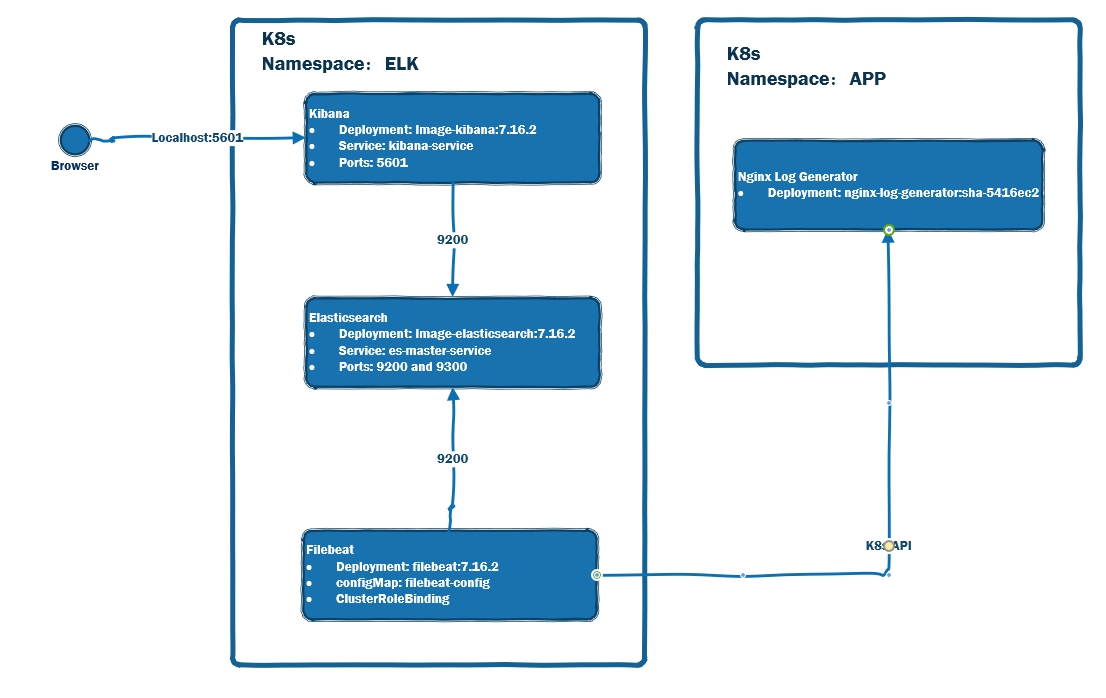 K8s
Namespace： ELK
Kibana
• Deployment: Image-kibana:7.16.2
• Service: kibana-service
• Ports: 5601
Localhost:5601
Browser
9200
Elasticsearch
• Deployment: Image-elasticsearch:7.16.2
• Service: es-master-service
• Ports: 9200 and 9300
9200
Filebeat
• Deployment: filebeat:7.16.2
• configMap: filebeat-config
• ClusterRoleBinding
K8s
Namespace： APP
Nginx Log Generator
• Deployment: nginx-log-generator:sha-5416ec2
K8s API